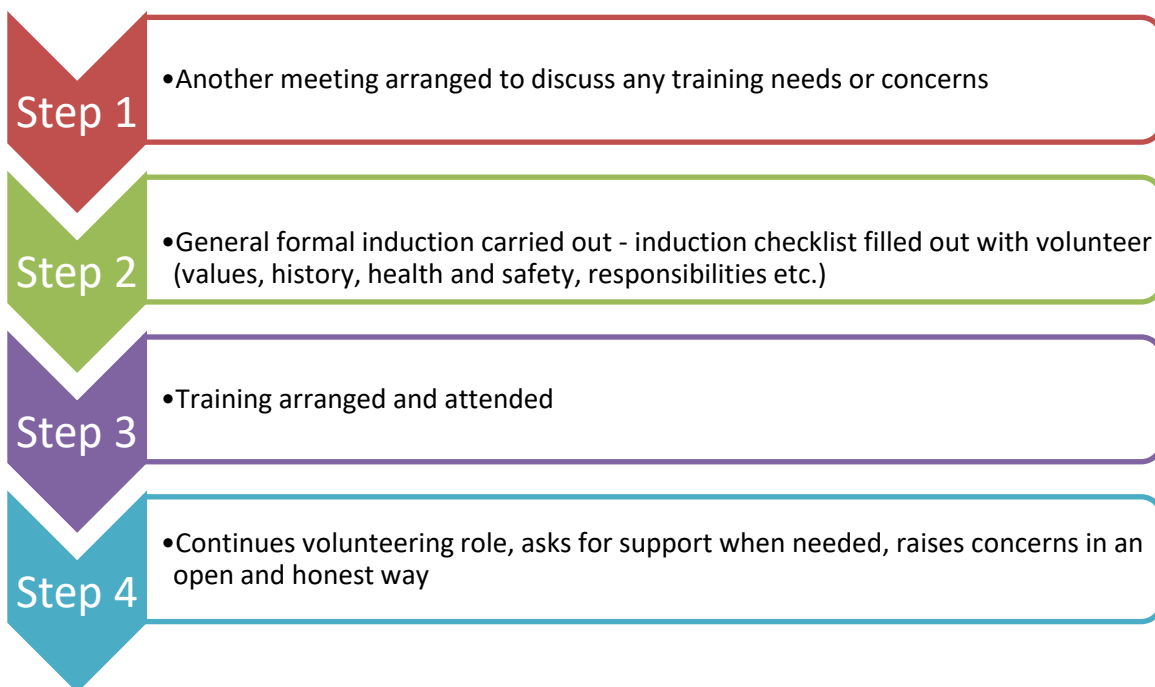 Step 1
•Another meeting arranged to discuss any training needs or concerns
Step 2
•General formal induction carried out - induction checklist filled out with volunteer
(values, history, health and safety, responsibilities etc.)
Step 3
•Training arranged and attended
Step 4
•Continues volunteering role, asks for support when needed, raises concerns in an
open and honest way